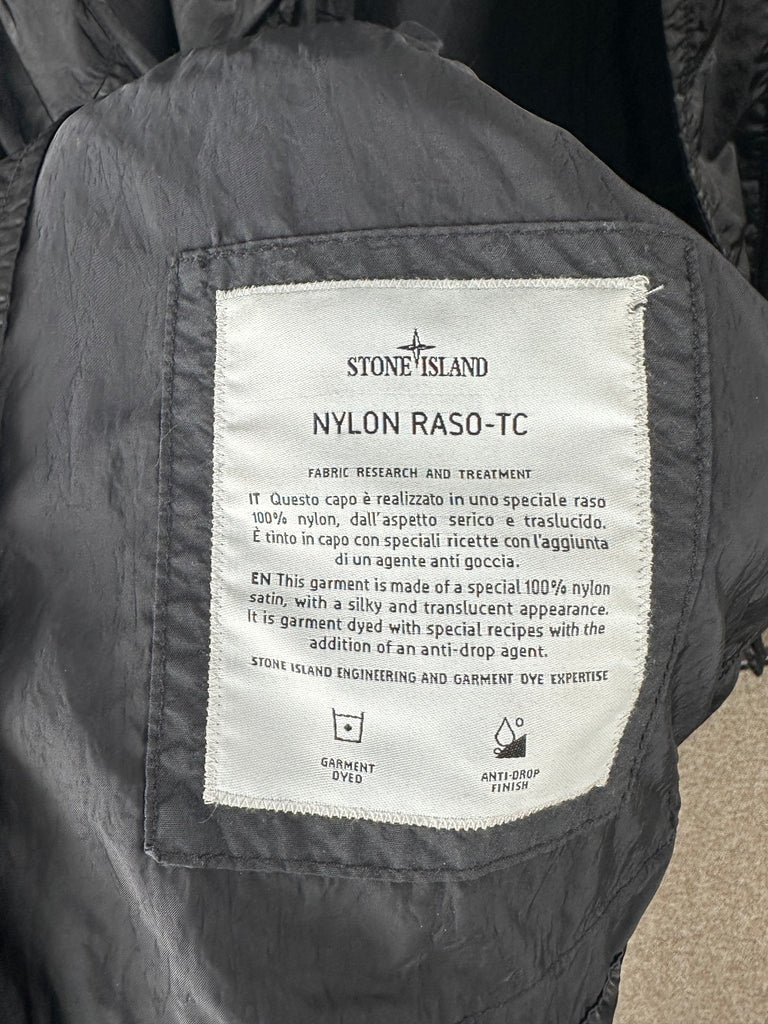 STONE ISLAND
NYLON RASO-TC
FABRIC RESEARCH AND TREATMENT
IT Questo capo è realizzato in uno speciale raso
100% nylon, dall'aspetto serico e traslucido.
È tinto in capo con speciali ricette con l'aggiunta
di un agente anti goccia.
EN This garment is made of a special 100% nylon
satin, with a silky and translucent appearance.
It is garment dyed with special recipes with the
addition of an anti-drop agent.
STONE ISLAND ENGINEERING AND GARMENT DYE EXPERTISE
GARMENT
DYED
ANTI-DROP
FINISH